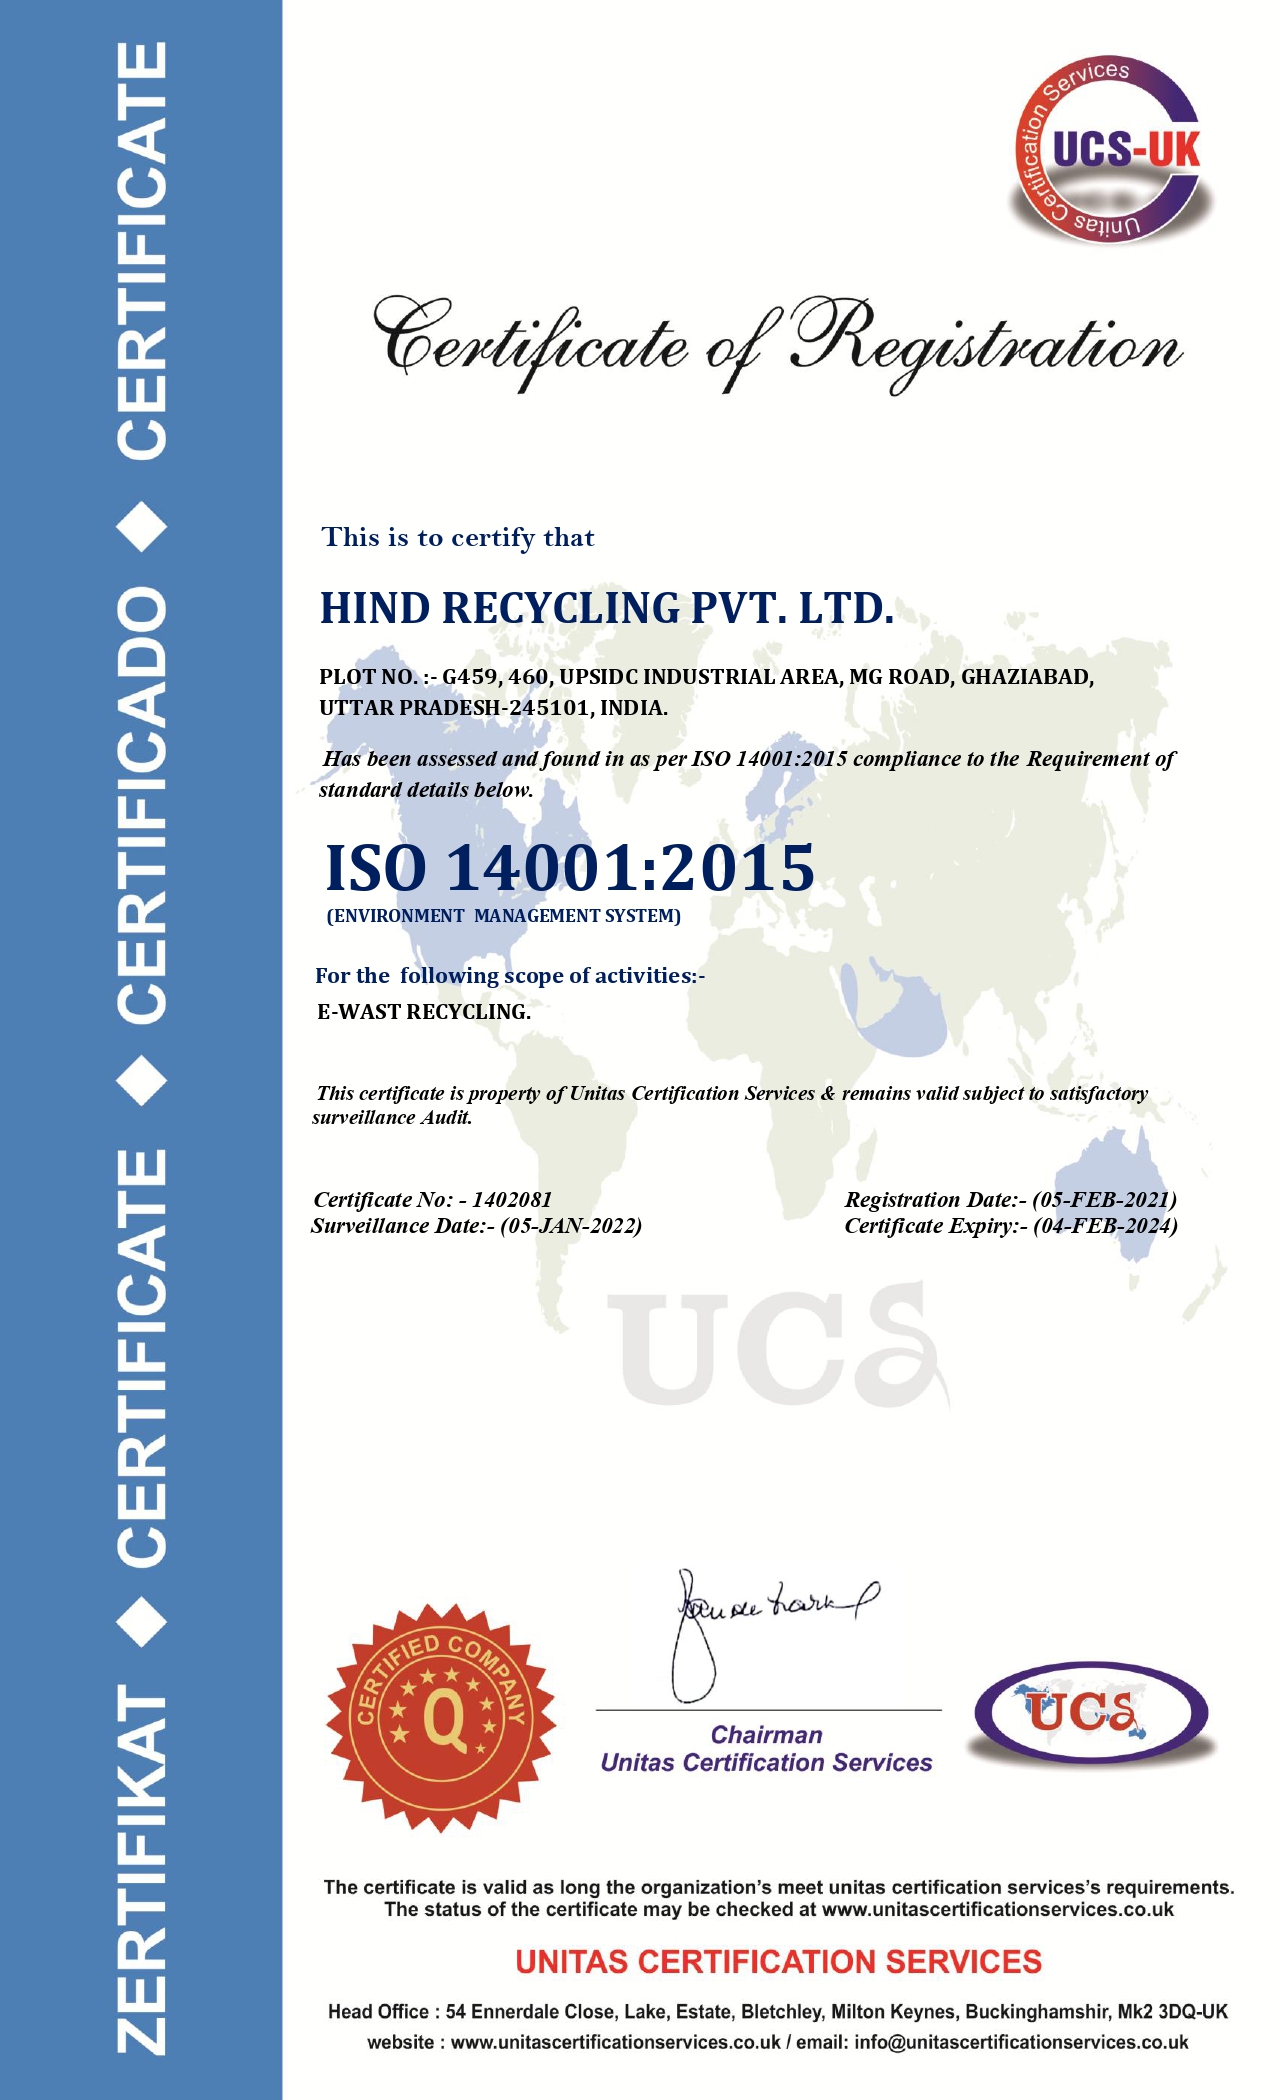 ZERTIFIKAT ◆ CERTIFICATE ◆ CERTIFICADO ◆ CERTIFICATE
Unitas Certification Services
UCS-UK
Certificate of Registration
This is to certify that
HIND RECYCLING PVT. LTD.
PLOT NO. :- G459, 460, UPSIDC INDUSTRIAL AREA, MG ROAD, GHAZIABAD,
UTTAR PRADESH-245101, INDIA.
Has been assessed and found in as per ISO 14001:2015 compliance to the Requirement of
standard details below.
ISO 14001:2015
(ENVIRONMENT MANAGEMENT SYSTEM)
For the following scope of activities:-
E-WAST RECYCLING.
This certificate is property of Unitas Certification Services & remains valid subject to satisfactory
surveillance Audit.
Certificate No: - 1402081 Registration Date:- (05-FEB-2021)
Surveillance Date:- (05-JAN-2022) Certificate Expiry:- (04-FEB-2024)
UCS
CERTIFIED COMPANY
Q
Chairman
Unitas Certification Services
UCS
The certificate is valid as long the organization's meet unitas certification services's requirements.
The status of the certificate may be checked at www.unitascertificationservices.co.uk
UNITAS CERTIFICATION SERVICES
Head Office : 54 Ennerdale Close, Lake, Estate, Bletchley, Milton Keynes, Buckinghamshir, Mk2 3DQ-UK
website : www.unitascertificationservices.co.uk / email: info@unitascertificationservices.co.uk